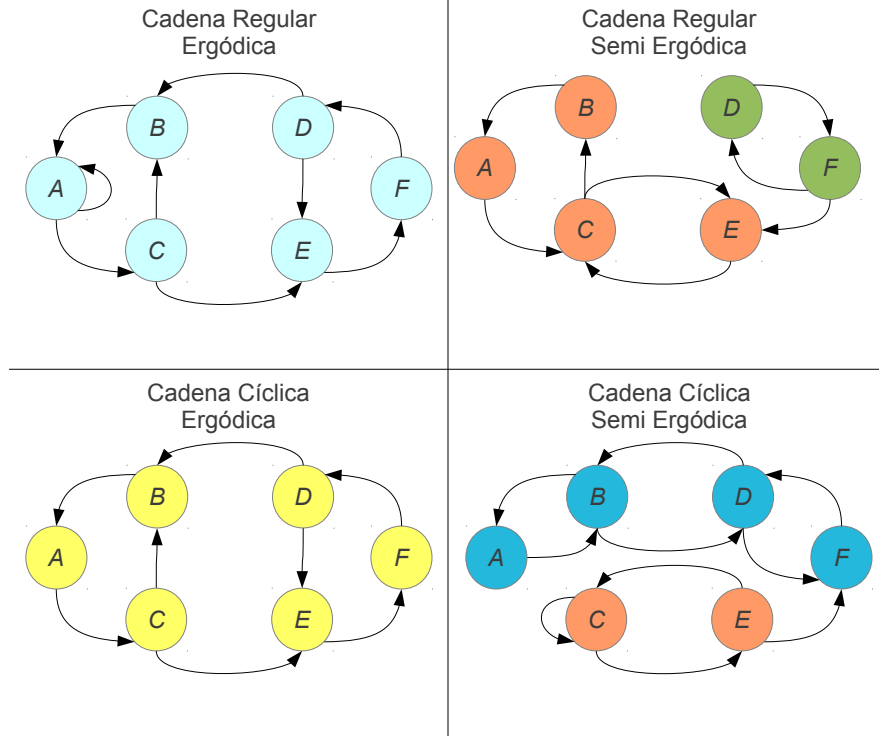 Cadena Regular
Ergódica
B
D
A
F
C
E
Cadena Regular
Semi Ergódica
B
D
A
F
C
E
Cadena Cíclica
Ergódica
B
D
A
F
C
E
Cadena Cíclica
Semi Ergódica
B
D
A
F
C
E